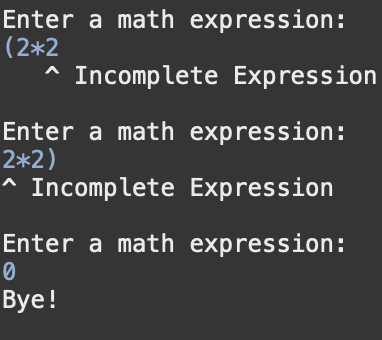 Enter a math expression:
(2*2
   ^ Incomplete Expression
Enter a math expression:
2*2)
^ Incomplete Expression
Enter a math expression:
0
Bye!